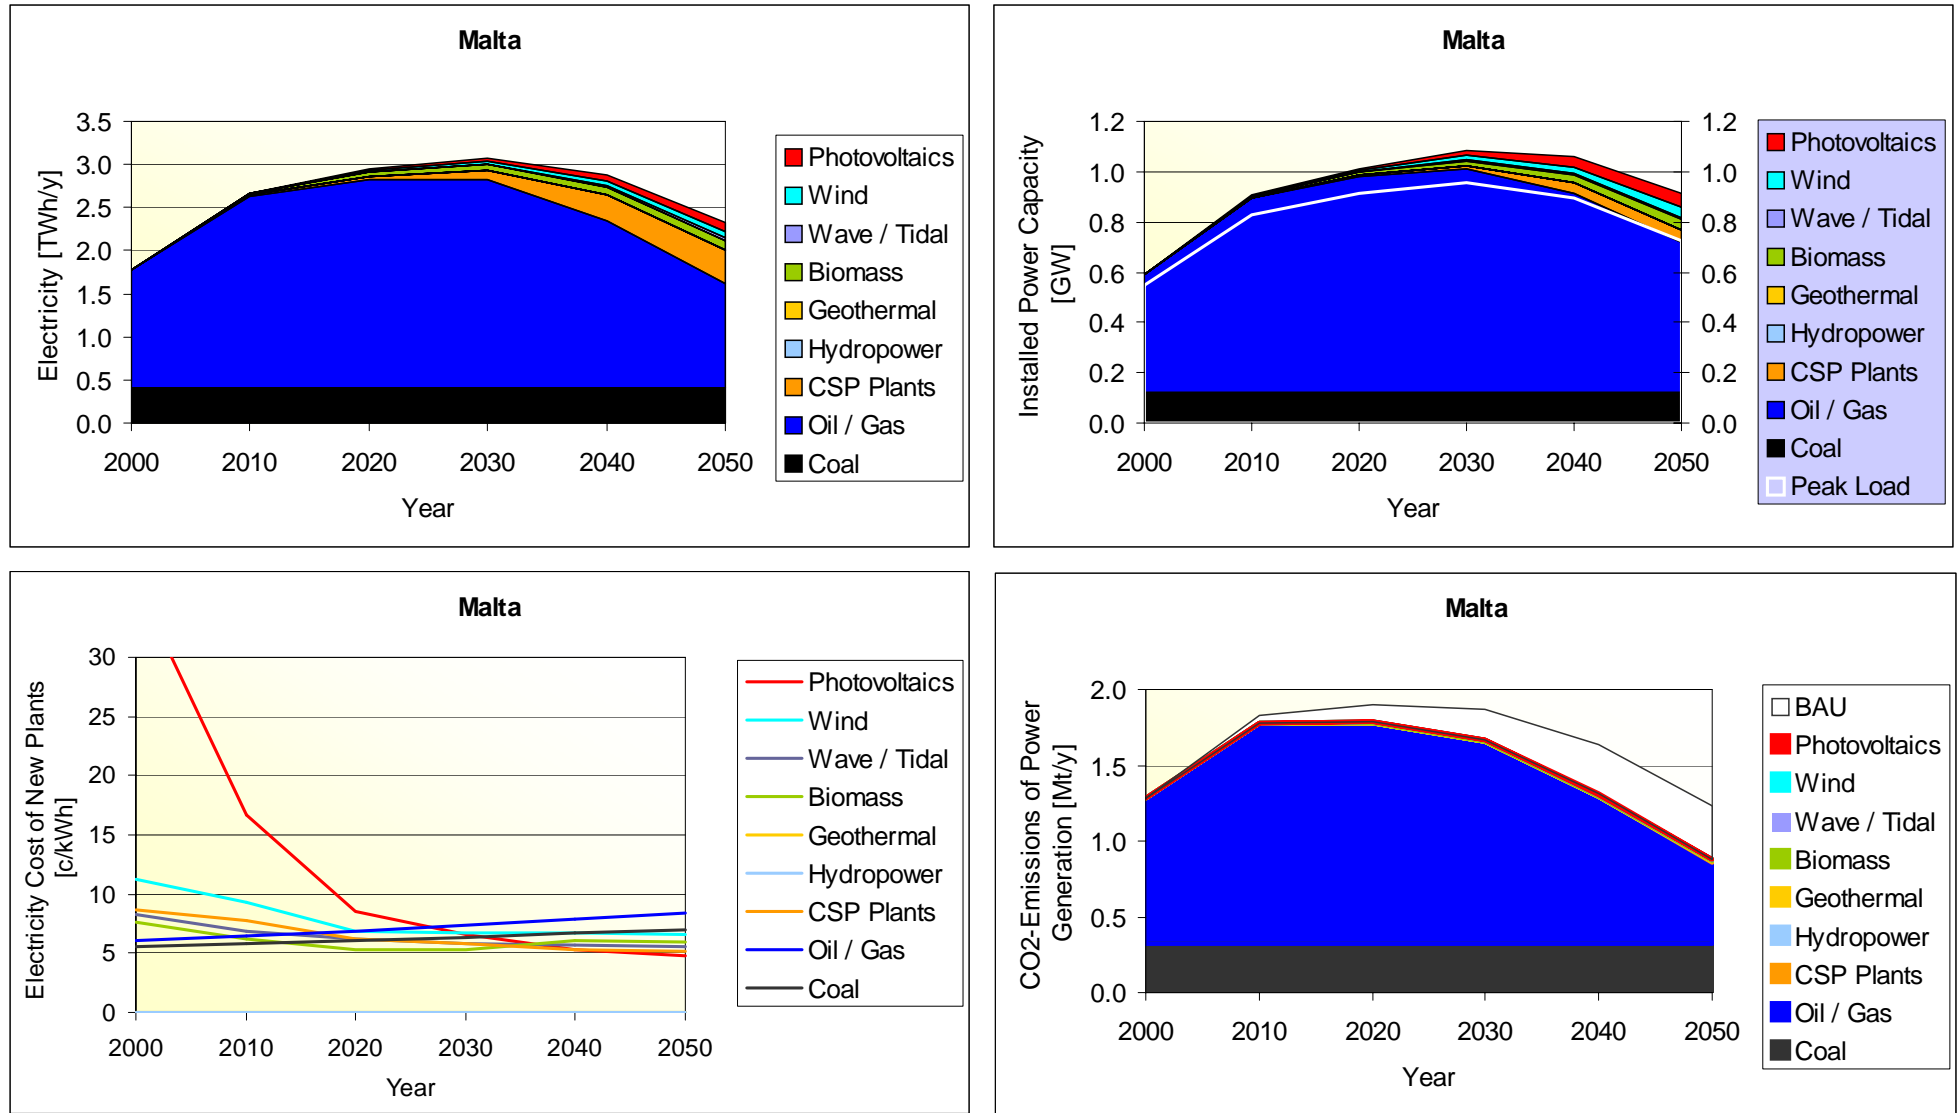 Malta
Electricity [TWh/y]
3.5
3.0
2.5
2.0
1.5
1.0
0.5
0.0
2000 2010 2020 2030 2040 2050
Year
Photovoltaics
Wind
Wave / Tidal
Biomass
Geothermal
Hydropower
CSP Plants
Oil / Gas
Coal
Malta
Installed Power Capacity
[GW]
1.2
1.0
0.8
0.6
0.4
0.2
0.0
1.2
1.0
0.8
0.6
0.4
0.2
0.0
2000 2010 2020 2030 2040 2050
Year
Photovoltaics
Wind
Wave / Tidal
Biomass
Geothermal
Hydropower
CSP Plants
Oil / Gas
Coal
Peak Load
Malta
Electricity Cost of New Plants
[c/kWh]
30
25
20
15
10
5
0
2000 2010 2020 2030 2040 2050
Year
Photovoltaics
Wind
Wave / Tidal
Biomass
Geothermal
Hydropower
CSP Plants
Oil / Gas
Coal
Malta
CO2-Emissions of Power
Generation [Mt/y]
2.0
1.5
1.0
0.5
0.0
2000 2010 2020 2030 2040 2050
Year
BAU
Photovoltaics
Wind
Wave / Tidal
Biomass
Geothermal
Hydropower
CSP Plants
Oil / Gas
Coal